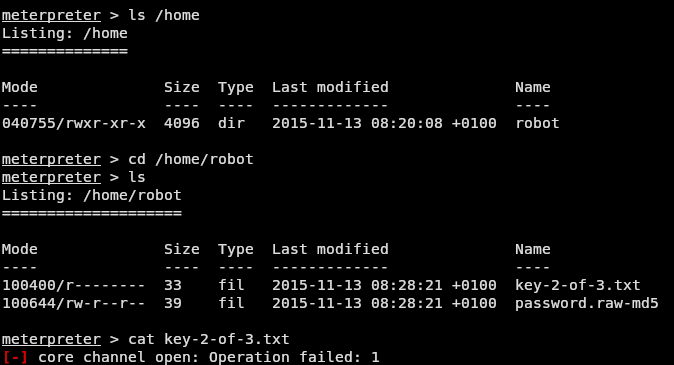 meterpreter > ls /home
Listing: /home
==============
Mode              Size  Type  Last modified              Name
----              ----  ----  -------------              ----
040755/rwxr-xr-x  4096  dir   2015-11-13 08:20:08 +0100  robot
meterpreter > cd /home/robot
meterpreter > ls
Listing: /home/robot
====================
Mode              Size  Type  Last modified              Name
----              ----  ----  -------------              ----
100400/r--------  33    fil   2015-11-13 08:28:21 +0100  key-2-of-3.txt
100644/rw-r--r--  39    fil   2015-11-13 08:28:21 +0100  password.raw-md5
meterpreter > cat key-2-of-3.txt
[-] core channel open: Operation failed: 1